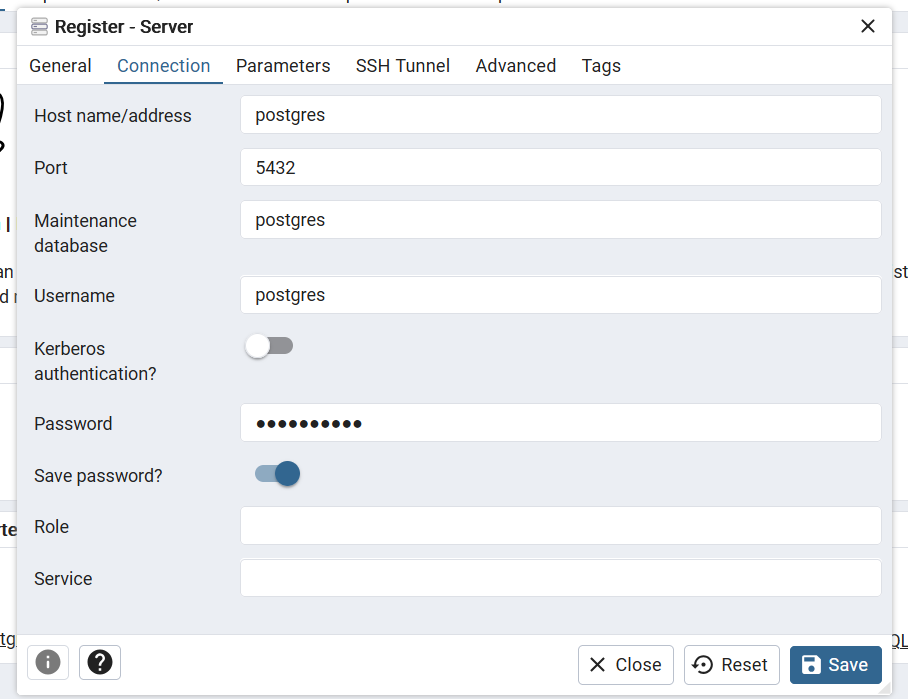 Register - Server
General Connection Parameters SSH Tunnel Advanced Tags
Host name/address postgres
Port 5432
Maintenance database postgres
Username postgres
Kerberos authentication?
Password ●●●●●●●●●●
Save password?
Role
Service
Close Reset Save